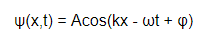 ψ(x,t) = Acos(kx - ωt + φ)